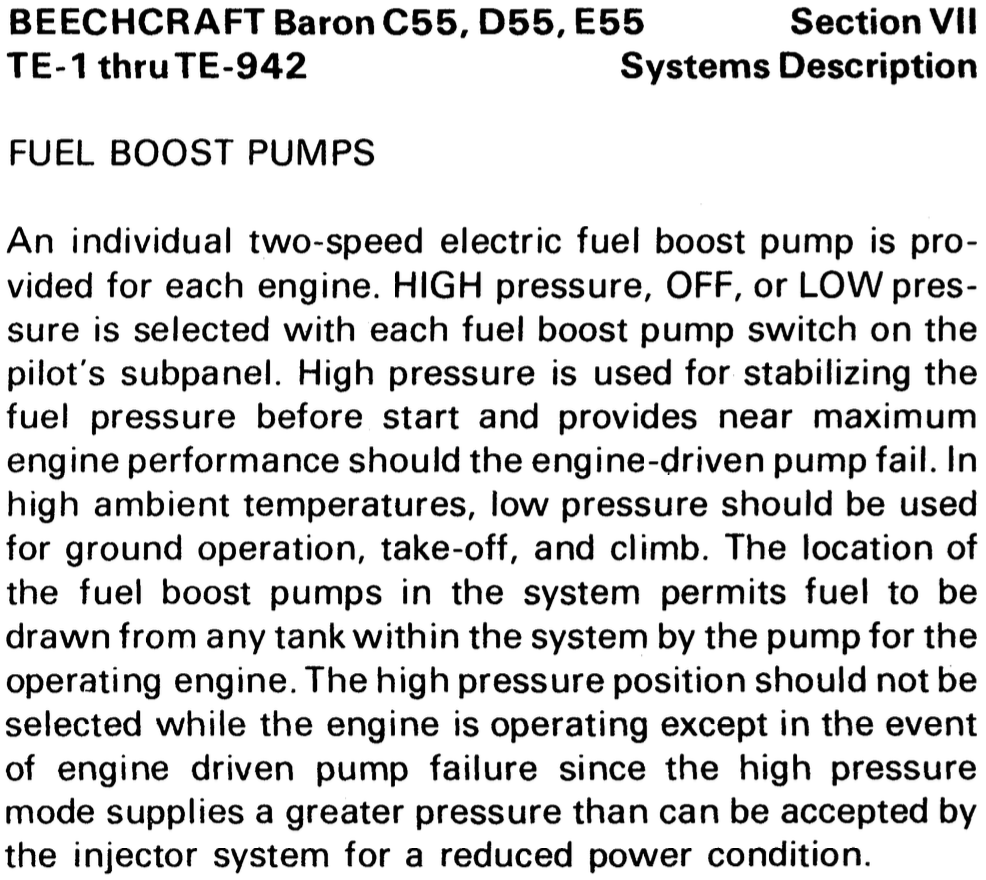 BEECHCRAFT Baron C55, D55, E55 Section VII
TE-1 thru TE-942 Systems Description
FUEL BOOST PUMPS
An individual two-speed electric fuel boost pump is pro-
vided for each engine. HIGH pressure, OFF, or LOW pres-
sure is selected with each fuel boost pump switch on the
pilot's subpanel. High pressure is used for stabilizing the
fuel pressure before start and provides near maximum
engine performance should the engine-driven pump fail. In
high ambient temperatures, low pressure should be used
for ground operation, take-off, and climb. The location of
the fuel boost pumps in the system permits fuel to be
drawn from any tank within the system by the pump for the
operating engine. The high pressure position should not be
selected while the engine is operating except in the event
of engine driven pump failure since the high pressure
mode supplies a greater pressure than can be accepted by
the injector system for a reduced power condition.